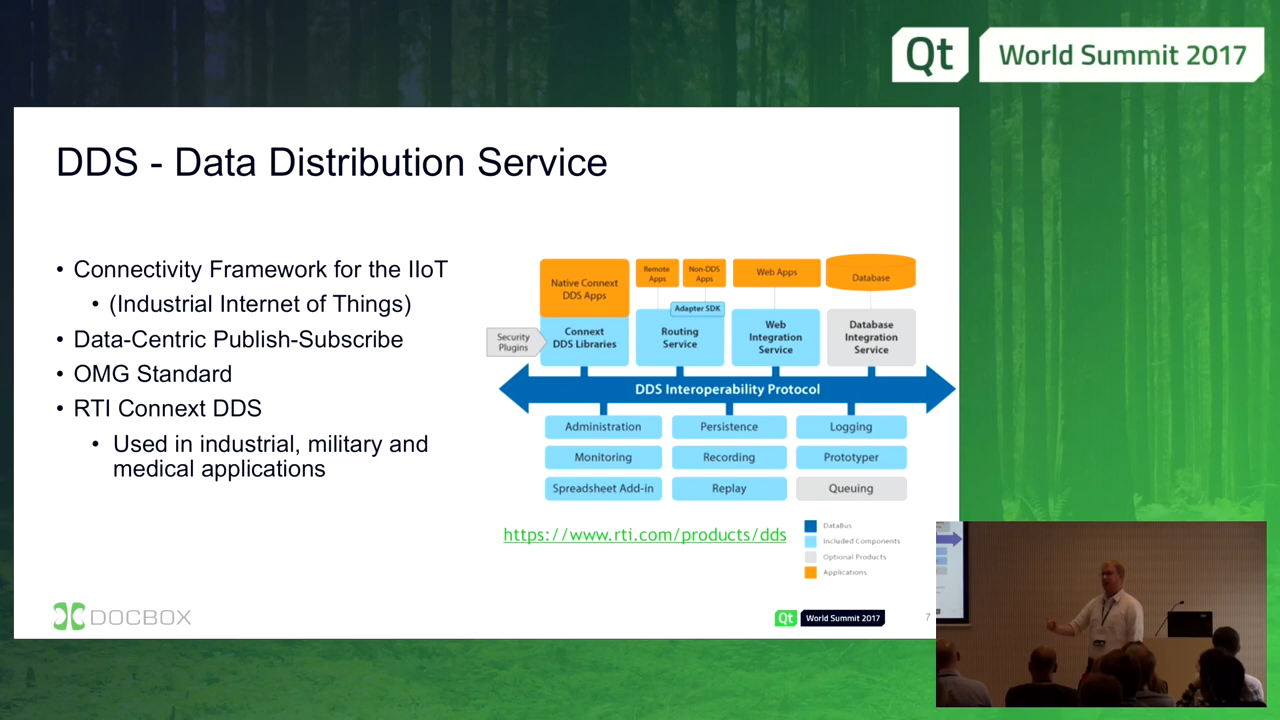 Qt World Summit 2017
DDS - Data Distribution Service
• Connectivity Framework for the IIoT
• (Industrial Internet of Things)
• Data-Centric Publish-Subscribe
• OMG Standard
• RTI Connext DDS
• Used in industrial, military and
medical applications
Native Connext
DDS Apps
Remote
Apps
Non-DDS
Apps
Web Apps
Database
Adapter SDK
Security
Plugins
Connext
DDS Libraries
Routing
Service
Web
Integration
Service
Database
Integration
Service
DDS Interoperability Protocol
Administration
Persistence
Logging
Monitoring
Recording
Prototyper
Spreadsheet Add-in
Replay
Queuing
https://www.rti.com/products/dds
DataBus
Included Components
Optional Products
Applications
DOCBOX
Qt World Summit 2017
7